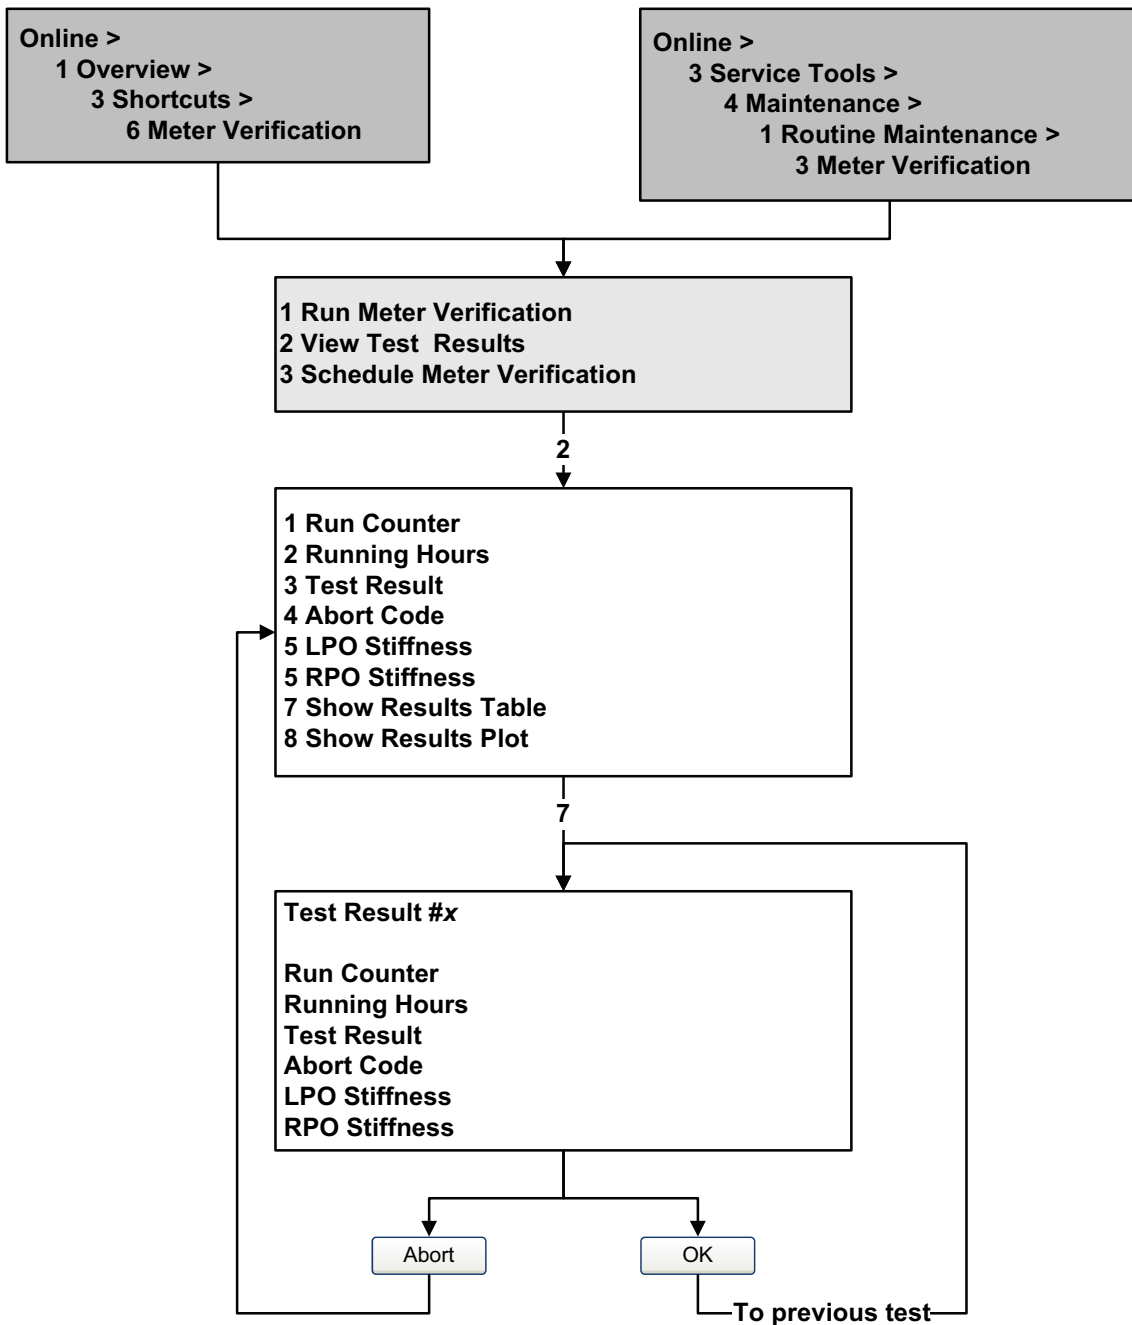 Online >
1 Overview >
3 Shortcuts >
6 Meter Verification
Online >
3 Service Tools >
4 Maintenance >
1 Routine Maintenance >
3 Meter Verification
1 Run Meter Verification
2 View Test  Results
3 Schedule Meter Verification
2
1 Run Counter
2 Running Hours
3 Test Result
4 Abort Code
5 LPO Stiffness
5 RPO Stiffness
7 Show Results Table
8 Show Results Plot
7
Test Result #x
Run Counter
Running Hours
Test Result
Abort Code
LPO Stiffness
RPO Stiffness
Abort
OK
To previous test